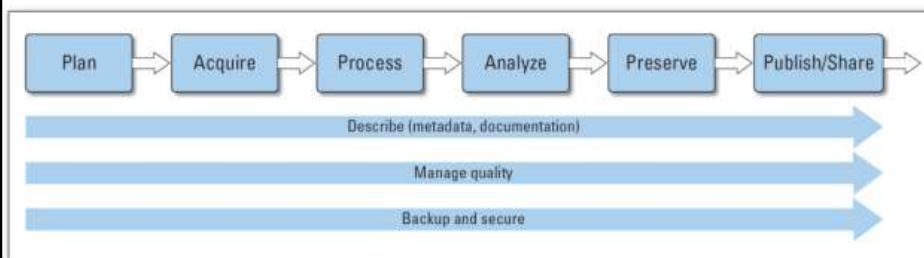 Plan Acquire Process Analyze Preserve Publish/Share
Describe (metadata, documentation)
Manage quality
Backup and secure